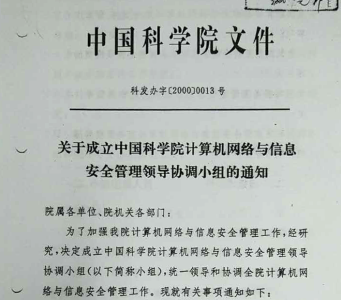 中国科学院文件
科发办字[2000]0013号
关于成立中国科学院计算机网络与信息
安全管理领导协调小组的通知
院属各单位、院机关各部门:
为了加强我院计算机网络与信息安全管理工作,经研
究,决定成立中国科学院计算机网络与信息安全管理领导
协调小组(以下简称小组),统一领导和协调全院计算机网
络与信息安全管理工作。现就有关事项通知如下: